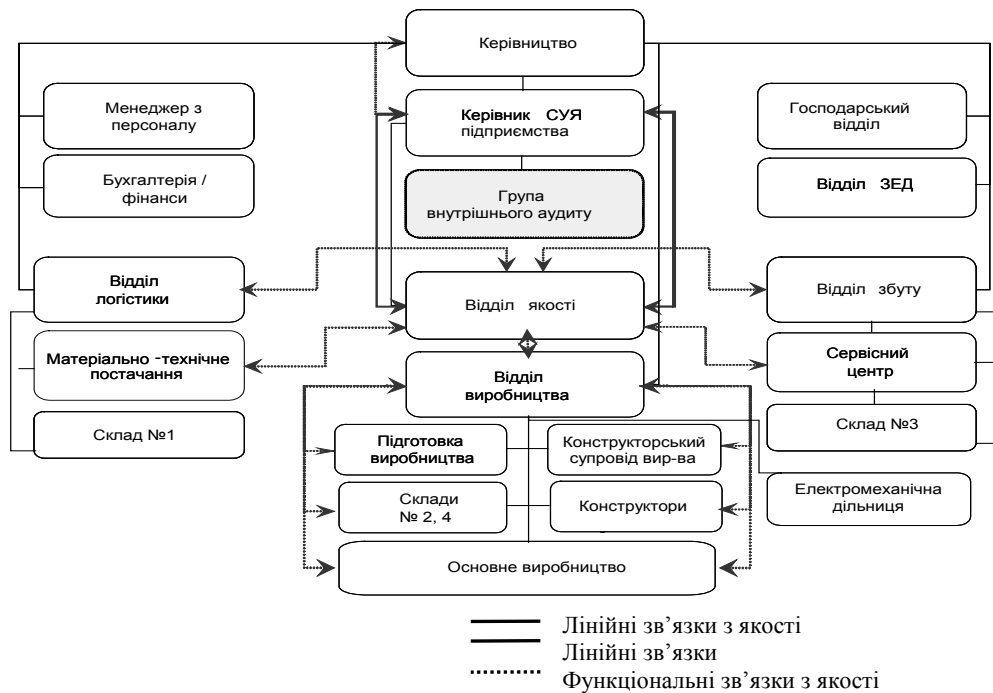 Керівництво
Менеджер з
персоналу
Керівник СУЯ
підприємства
Господарський
відділ
Бухгалтерія /
фінанси
Відділ ЗЕД
Група
внутрішнього аудиту
Відділ
логістики
Відділ якості
Відділ збуту
Матеріально -технічне
постачання
Відділ
виробництва
Сервісний
центр
Склад №1
Склад №3
Підготовка
виробництва
Конструкторський
супровід вир-ва
Склади
№ 2, 4
Конструктори
Електромеханічна
дільниця
Основне виробництво
Лінійні зв’язки з якості
Лінійні зв’язки
Функціональні зв’язки з якості